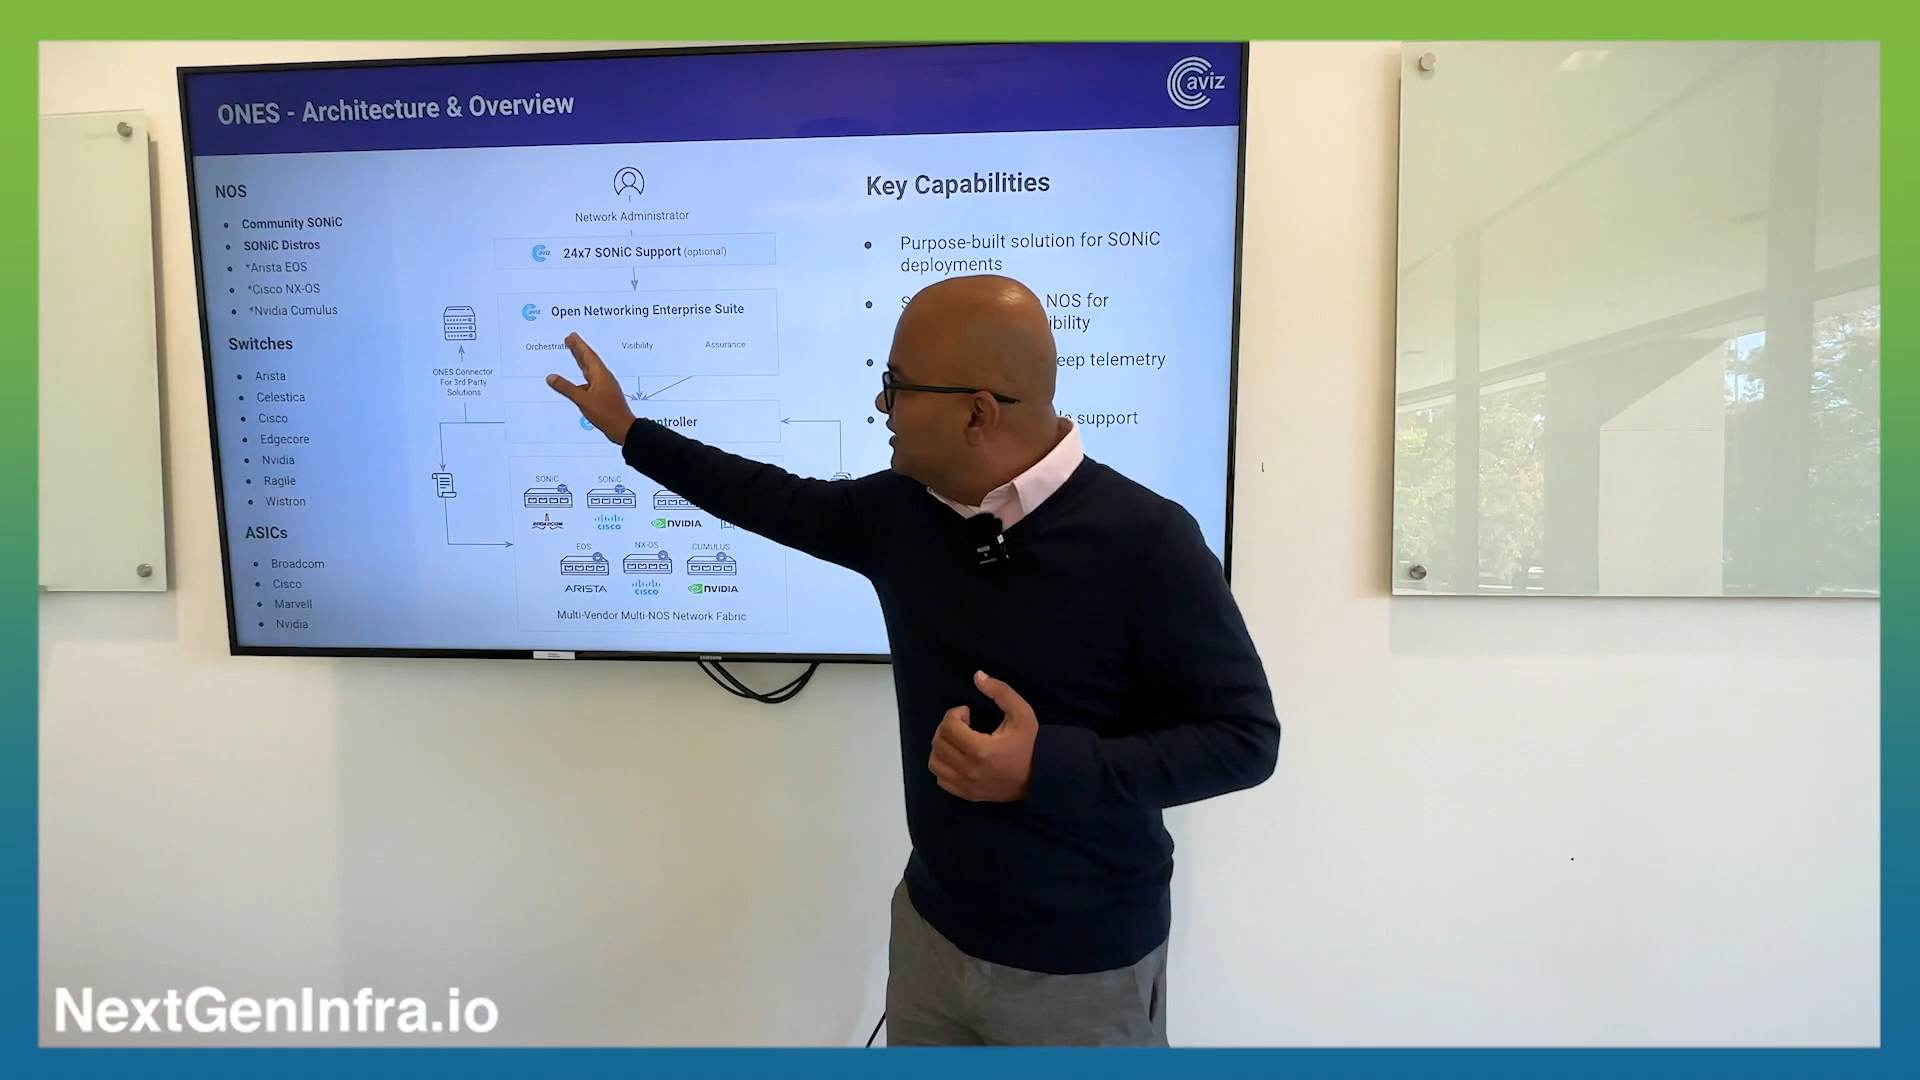 ONES - Architecture & Overview
aviz
NOS
Community SONiC
SONiC Distros
*Arista EOS
*Cisco NX-OS
*Nvidia Cumulus
Switches
Arista
Celestica
Cisco
Edgecore
Nvidia
Ragile
Wistron
ASICs
Broadcom
Cisco
Marvell
Nvidia
Network Administrator
aviz 24x7 SONiC Support (optional)
aviz Open Networking Enterprise Suite
Visibility Assurance
ONES Connector
For 3rd Party
Solutions
SONiC SONiC
BROADCOM CISCO NVIDIA
EOS NX-OS CUMULUS
ARISTA CISCO NVIDIA
Multi-Vendor Multi-NOS Network Fabric
Key Capabilities
Purpose-built solution for SONiC
deployments
NOS for
telemetry
support
SAMSUNG
NextGenInfra.io